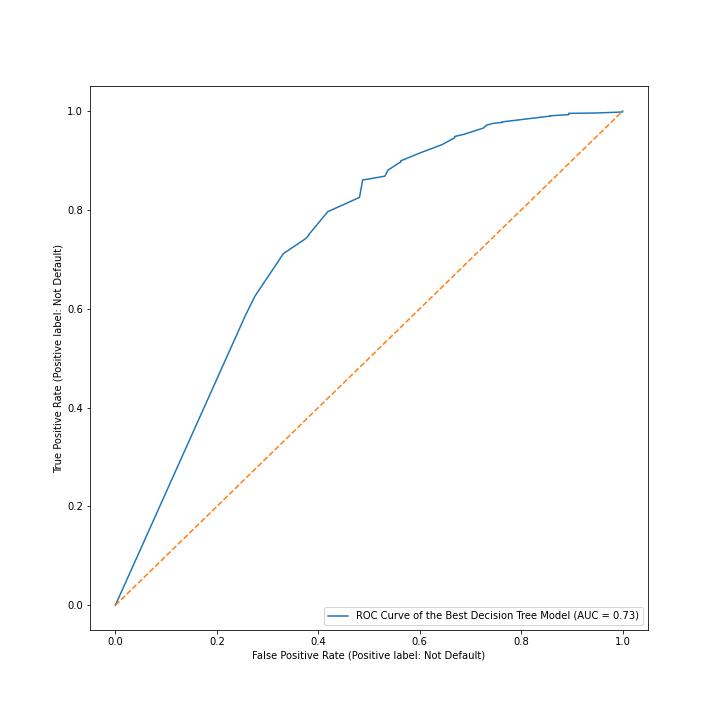 1.0
0.8
0.6
0.4
0.2
0.0
True Positive Rate (Positive label: Not Default)
ROC Curve of the Best Decision Tree Model (AUC = 0.73)
0.0 0.2 0.4 0.6 0.8 1.0
False Positive Rate (Positive label: Not Default)